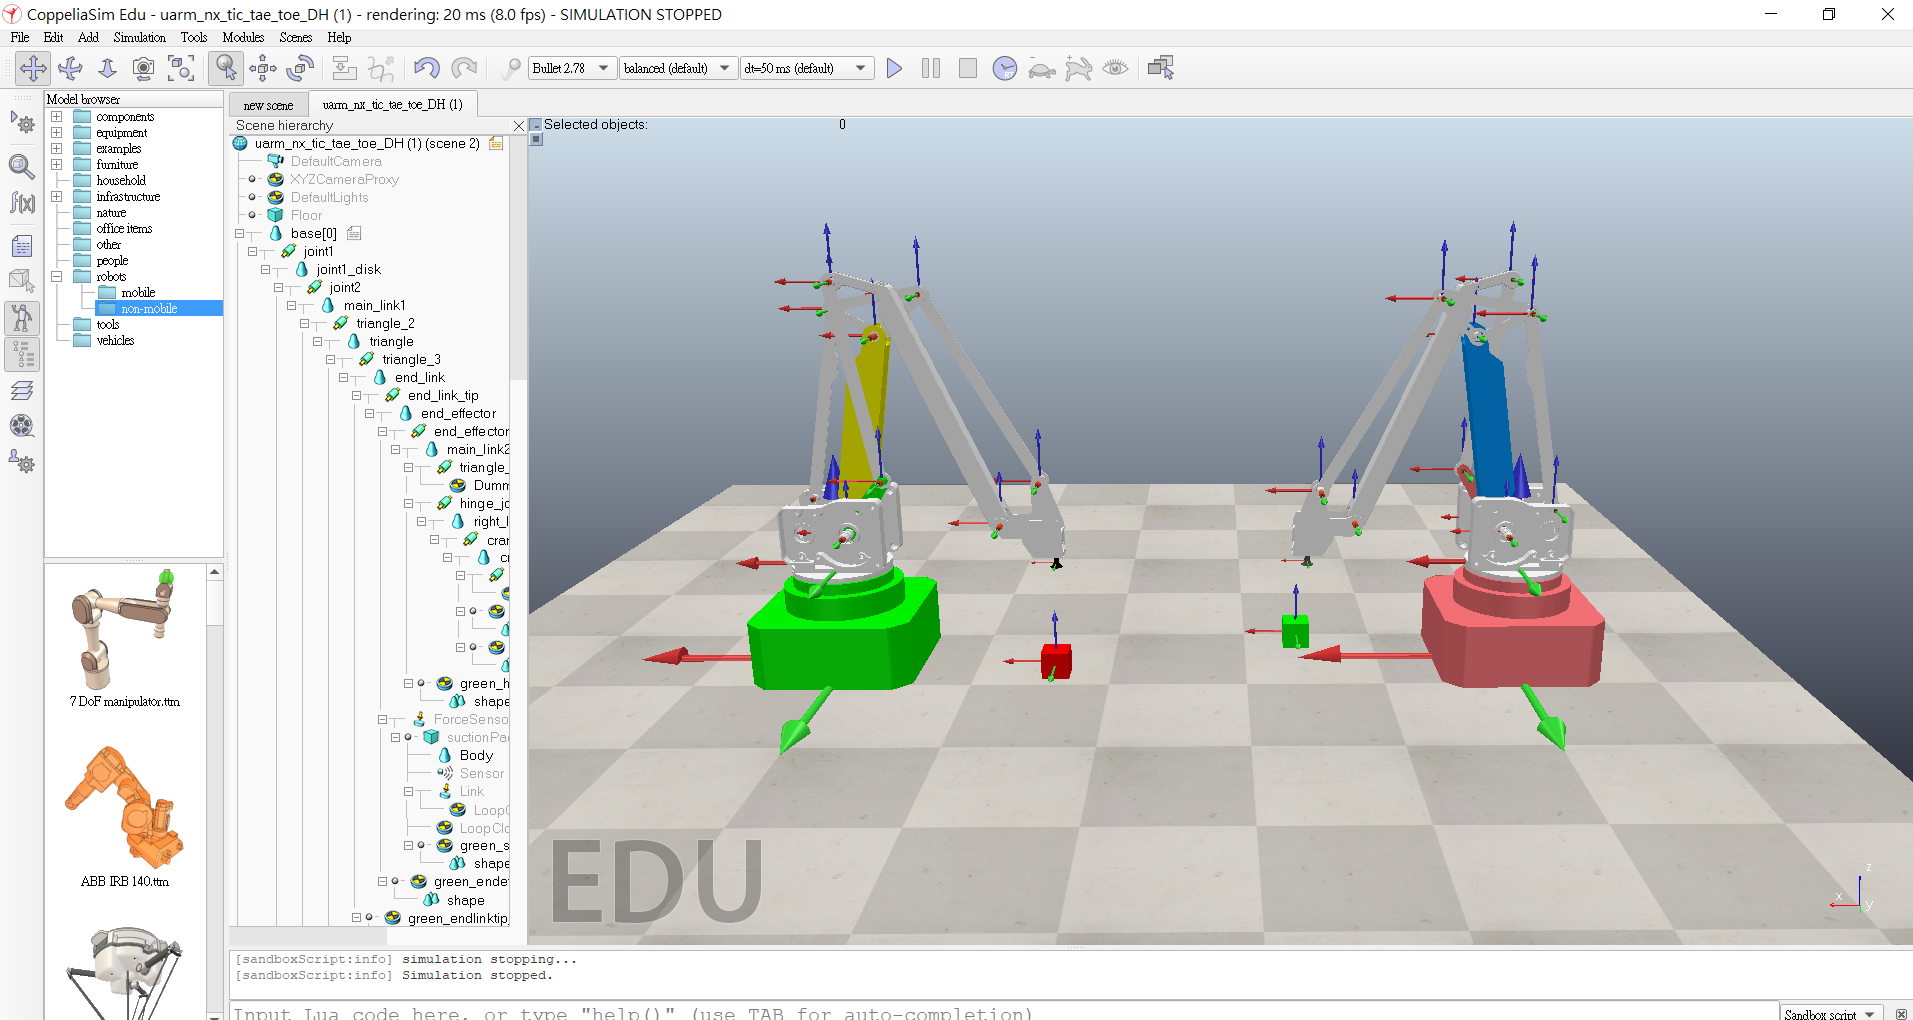 CoppeliaSim Edu - uarm_nx_tic_tae_toe_DH (1) - rendering: 20 ms (8.0 fps) - SIMULATION STOPPED
File Edit Add Simulation Tools Modules Scenes Help
Bullet 2.78 balanced (default) dt=50 ms (default)
Model browser
components
equipment
examples
furniture
household
infrastructure
nature
office items
other
people
robots
mobile
non-mobile
tools
vehicles
7 DoF manipulator.ttm
ABB IRB 140.ttm
new scene uarm_nx_tic_tae_toe_DH (1)
Scene hierarchy
uarm_nx_tic_tae_toe_DH (1) (scene 2)
DefaultCamera
XYZCameraProxy
DefaultLights
Floor
base[0]
joint1
joint1_disk
joint2
main_link1
triangle_2
triangle
triangle_3
end_link
end_link_tip
end_effector
end_effector
main_link2
triangle_
Dumm
hinge_jo
right_l
cran
cr
green_h
shape
ForceSenso
suctionPa
Body
Sensor
Link
LoopC
LoopClo
green_s
shape
green_endef
shape
green_endlinktip_
Selected objects: 0
EDU
z
x
y
[sandboxScript:info] simulation stopping...
[sandboxScript:info] Simulation stopped.
Input Lua code here, or type "help()" (use TAB for auto-completion)
Sandbox script